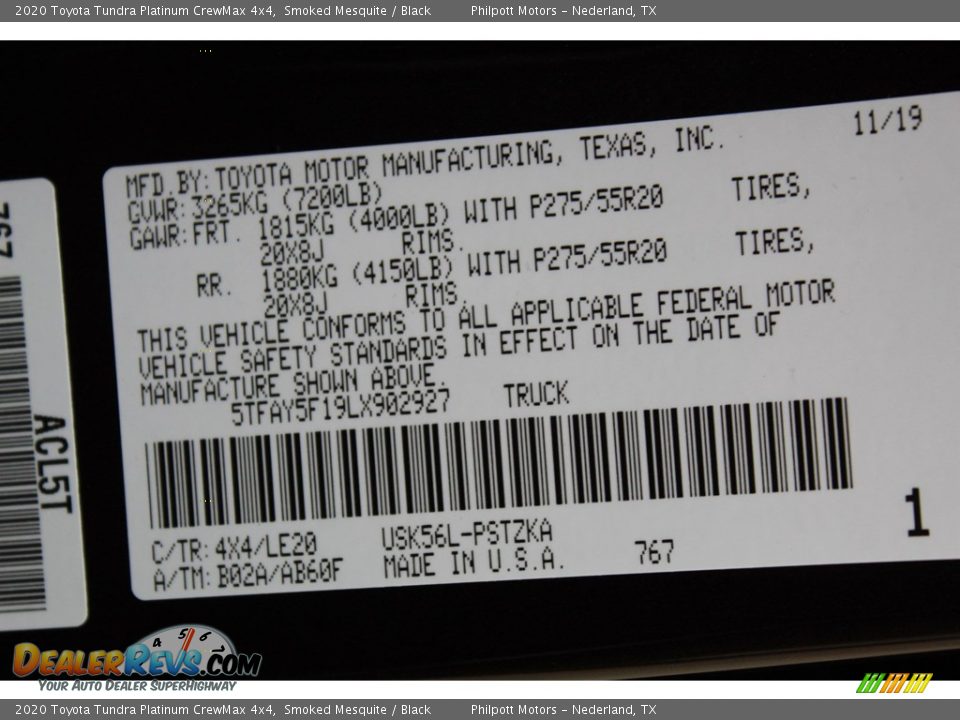 2020 Toyota Tundra Platinum CrewMax 4x4, Smoked Mesquite / Black Philpott Motors – Nederland, TX
11/19
MFD.BY:TOYOTA MOTOR MANUFACTURING, TEXAS, INC.
GVWR:3265KG (7200LB)
GAWR:FRT. 1815KG (4000LB) WITH P275/55R20 TIRES,
20X8J RIMS.
RR. 1880KG (4150LB) WITH P275/55R20 TIRES,
20X8J RIMS.
THIS VEHICLE CONFORMS TO ALL APPLICABLE FEDERAL MOTOR
VEHICLE SAFETY STANDARDS IN EFFECT ON THE DATE OF
MANUFACTURE SHOWN ABOVE.
5TFAY5F19LX902927 TRUCK
C/TR:4X4/LE20 USK56L-PSTZKA
A/TM:B02A/AB60F MADE IN U.S.A. 767
1
767
ACL5T
4 5 6
DEALERREVS.COM
YOUR AUTO DEALER SUPERHIGHWAY
2020 Toyota Tundra Platinum CrewMax 4x4, Smoked Mesquite / Black Philpott Motors – Nederland, TX